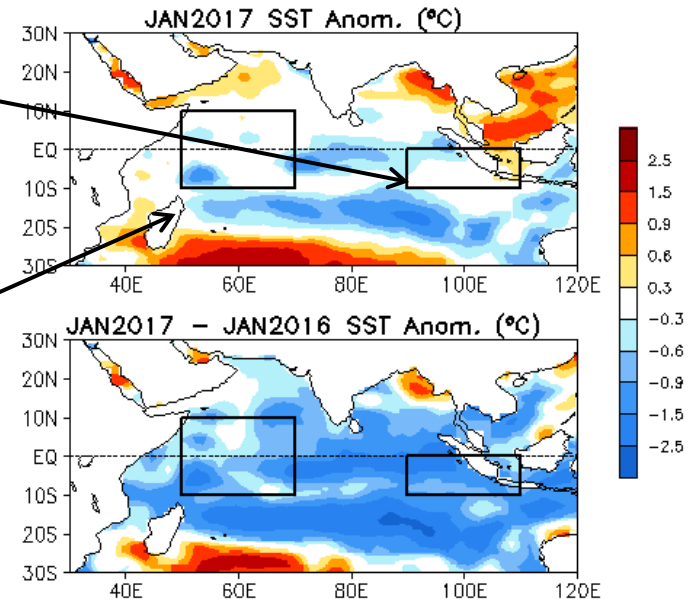 JAN2017 SST Anom. (ºC)
30N
20N
10N
EQ
10S
20S
30S
40E 60E 80E 100E 120E
JAN2017 – JAN2016 SST Anom. (ºC)
30N
20N
10N
EQ
10S
20S
30S
40E 60E 80E 100E 120E
2.5
1.5
0.9
0.6
0.3
-0.3
-0.6
-0.9
-1.5
-2.5